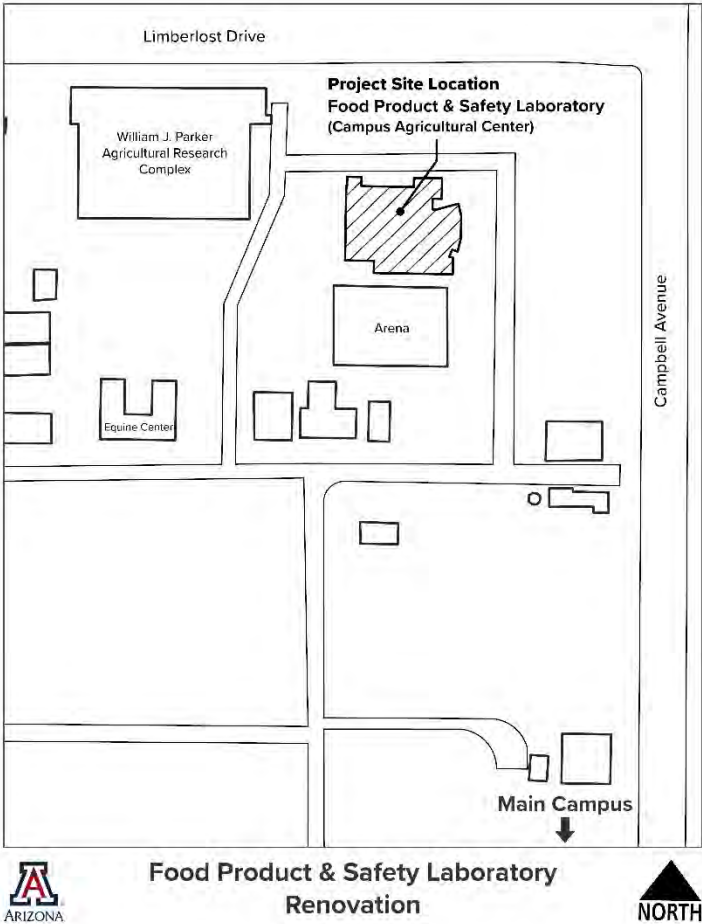 Limberlost Drive
Project Site Location
Food Product & Safety Laboratory
(Campus Agricultural Center)
William J. Parker
Agricultural Research
Complex
Campbell Avenue
Arena
Equine Center
Main Campus
Food Product & Safety Laboratory
Renovation
A
ARIZONA
NORTH